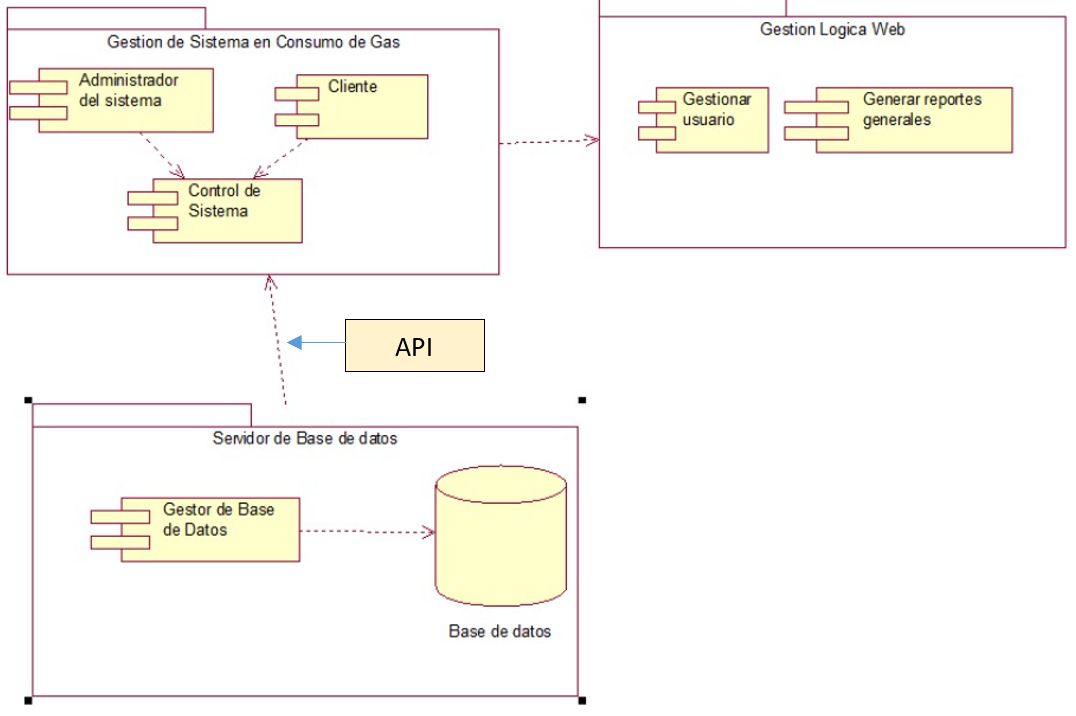 Gestion de Sistema en Consumo de Gas
Administrador
del sistema
Cliente
Control de
Sistema
Gestion Logica Web
Gestionar
usuario
Generar reportes
generales
API
Servidor de Base de datos
Gestor de Base
de Datos
Base de datos